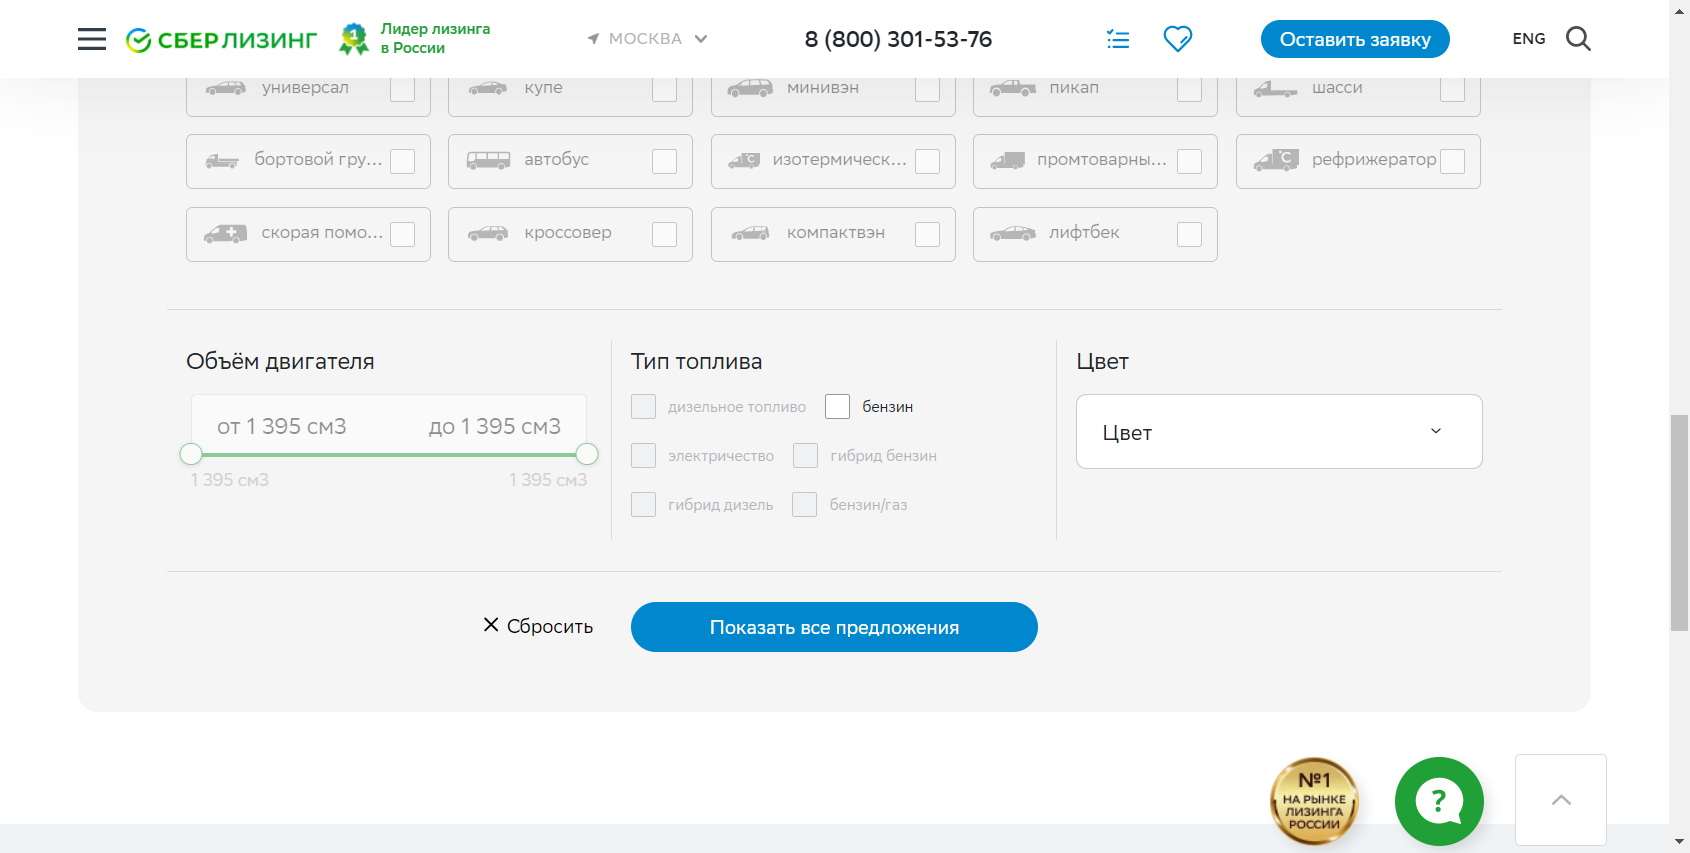 СБЕР ЛИЗИНГ
1
Лидер лизинга
в России
МОСКВА
8 (800) 301-53-76
Оставить заявку
ENG
универсал
купе
минивэн
пикап
шасси
бортовой гру...
автобус
°C
изотермическ...
промтоварны...
°C
рефрижератор
скорая помо...
кроссовер
компактвэн
лифтбек
Объём двигателя
от 1 395 см3
до 1 395 см3
1 395 см3
1 395 см3
Тип топлива
дизельное топливо
бензин
электричество
гибрид бензин
гибрид дизель
бензин/газ
Цвет
Цвет
Сбросить
Показать все предложения
№1
НА РЫНКЕ
ЛИЗИНГА
РОССИИ
?